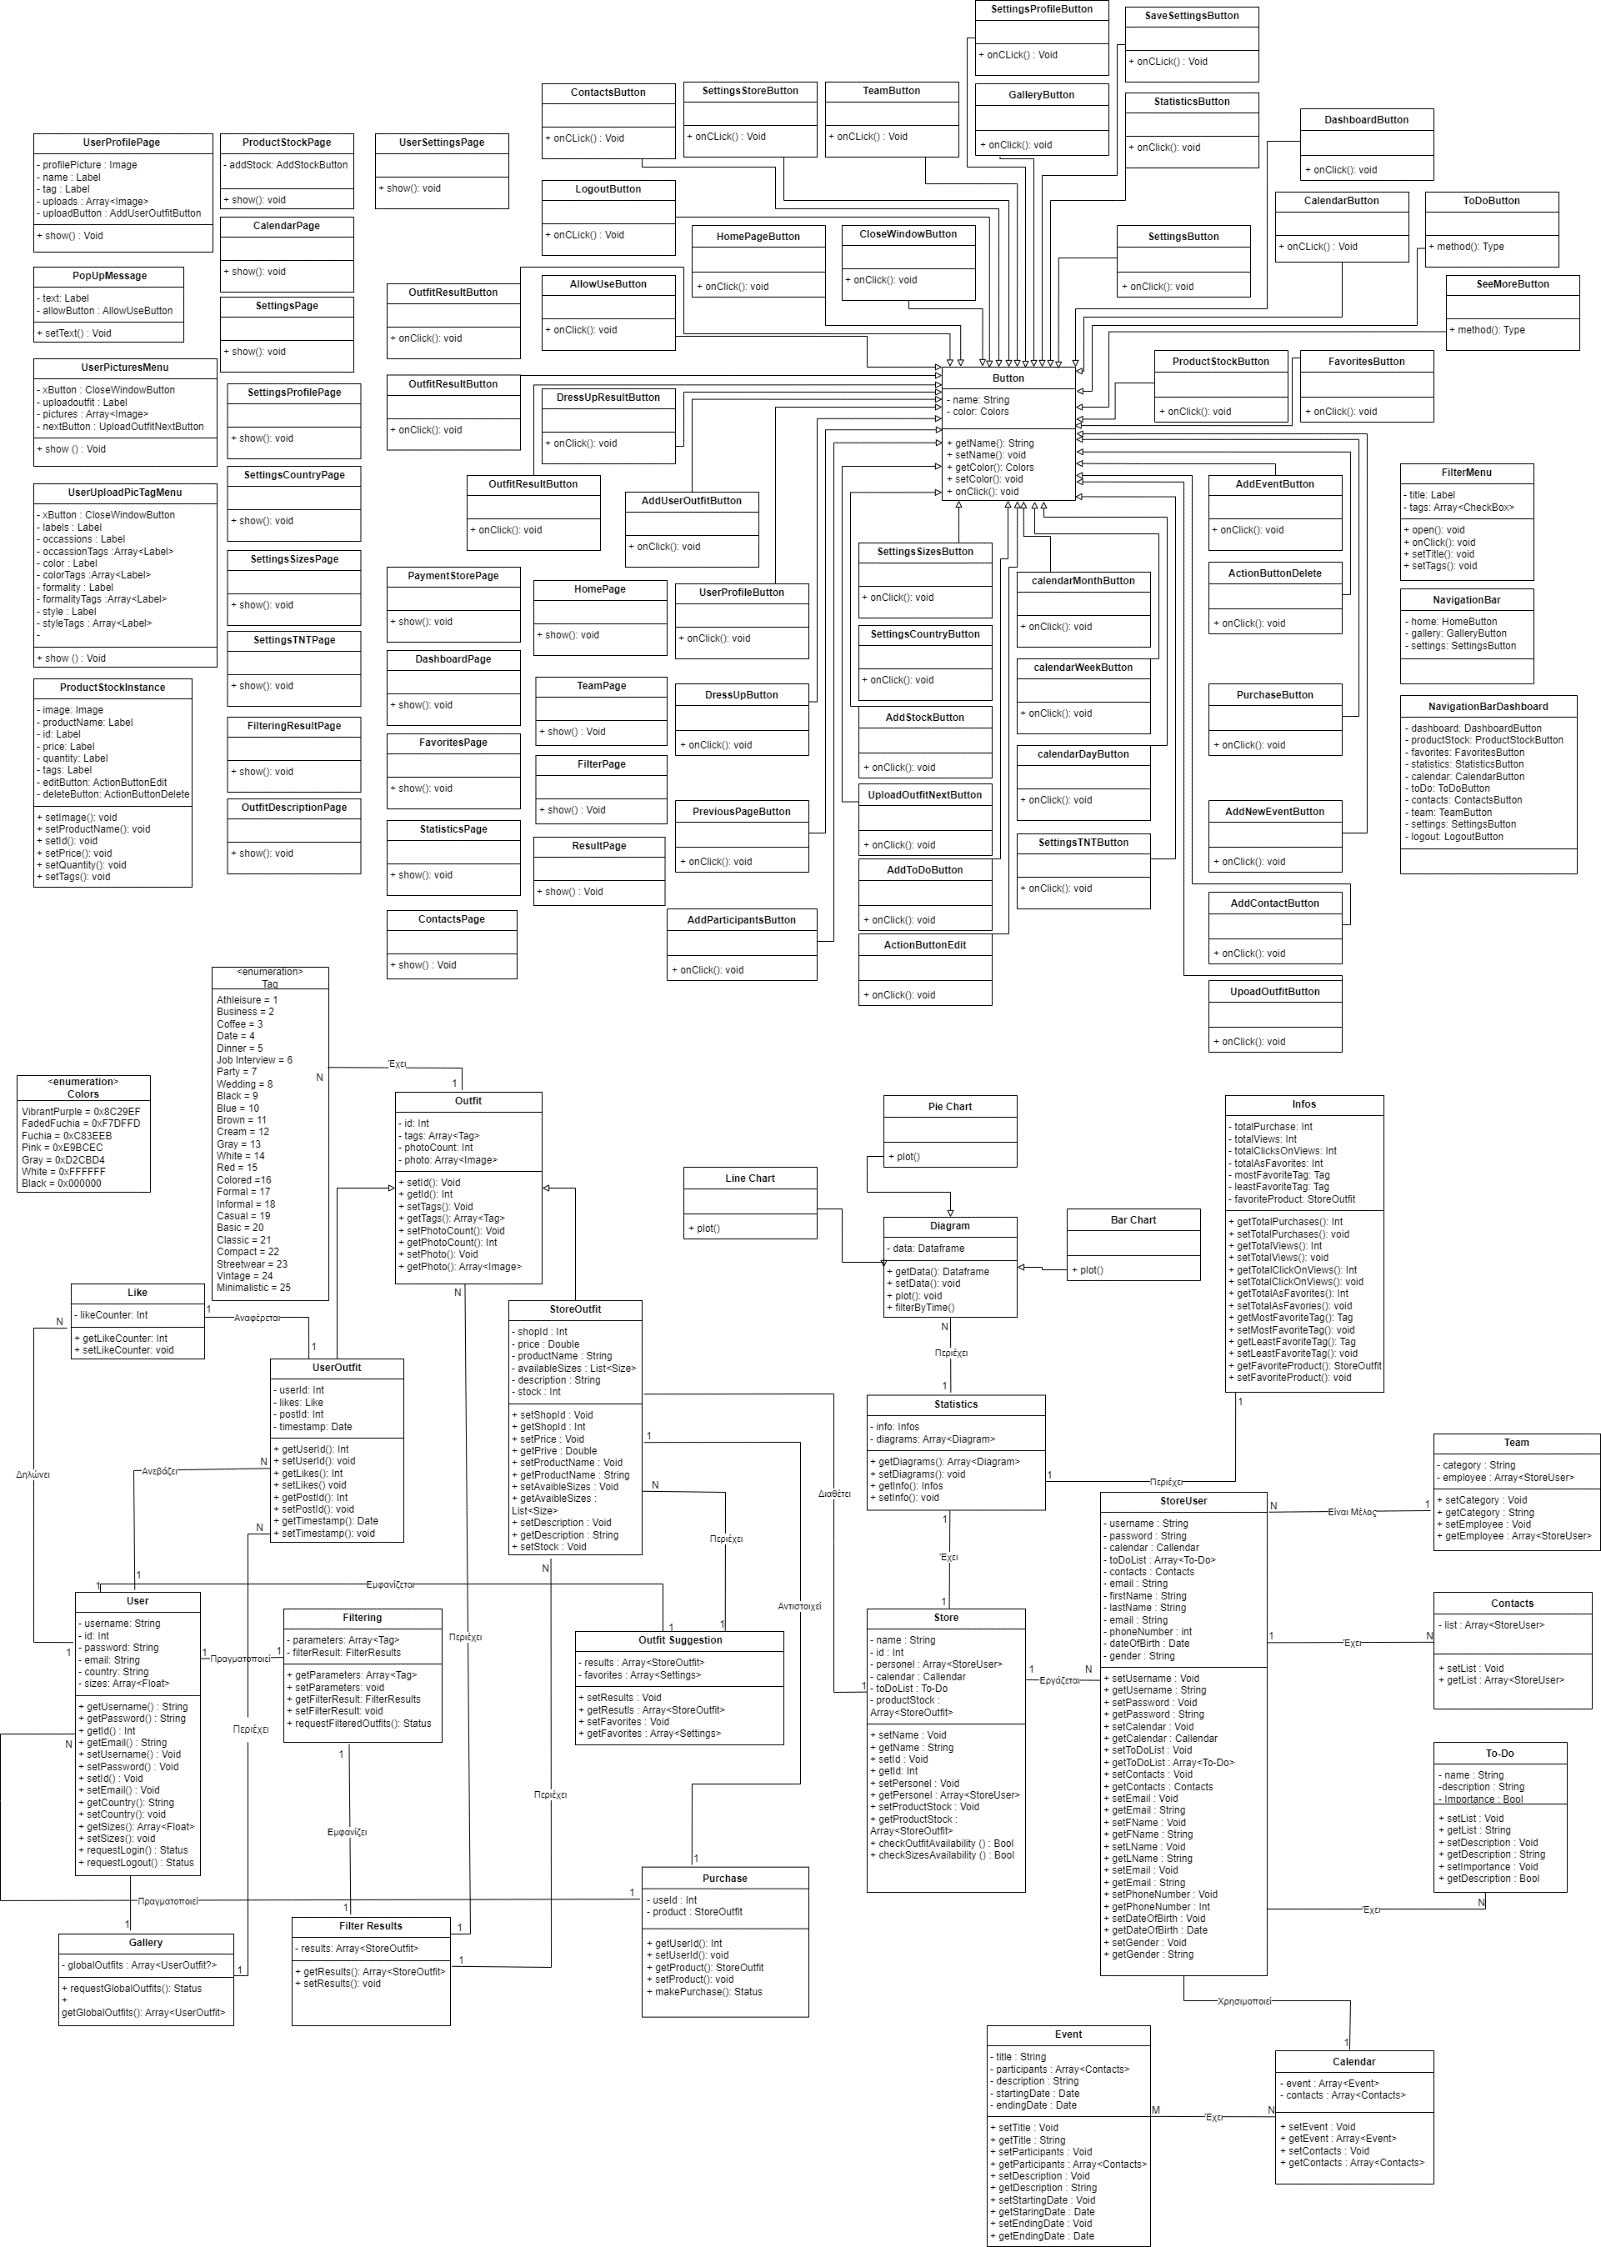 SettingsProfileButton
+ onCLick() : Void
SaveSettingsButton
+ onCLick() : Void
ContactsButton
+ onCLick() : Void
SettingsStoreButton
+ onCLick() : Void
TeamButton
+ onCLick() : Void
GalleryButton
+ onClick(): void
StatisticsButton
+ onCLick() : Void
DashboardButton
+ onClick(): void
UserProfilePage
- profilePicture : Image
- name : Label
- tag : Label
- uploads : Array<Image>
- uploadButton : AddUserOutfitButton
+ show() : Void
ProductStockPage
- addStock: AddStockButton
+ show(): void
UserSettingsPage
+ show(): void
LogoutButton
+ onCLick() : Void
CalendarButton
+ onCLick() : Void
ToDoButton
+ method(): Type
CalendarPage
+ show(): void
HomePageButton
+ onClick(): void
CloseWindowButton
+ onClick(): void
SettingsButton
+ onClick(): void
PopUpMessage
- text: Label
- allowButton : AllowUseButton
+ setText() : Void
SettingsPage
+ show(): void
OutfitResultButton
+ onClick(): void
AllowUseButton
+ onClick(): void
SeeMoreButton
+ method(): Type
UserPicturesMenu
- xButton : CloseWindowButton
- uploadoutfit : Label
- pictures : Array<Image>
- nextButton : UploadOutfitNextButton
+ show () : Void
SettingsProfilePage
+ show(): void
OutfitResultButton
+ onClick(): void
DressUpResultButton
+ onClick(): void
Button
- name: String
- color: Colors
+ getName(): String
+ setName(): void
+ getColor(): Colors
+ setColor(): void
+ onClick(): void
ProductStockButton
+ onClick(): void
FavoritesButton
+ onClick(): void
UserUploadPicTagMenu
- xButton : CloseWindowButton
- labels : Label
- occassions : Label
- occassionTags :Array<Label>
- color : Label
- colorTags :Array<Label>
- formality : Label
- formalityTags :Array<Label>
- style : Label
- styleTags : Array<Label>
-
+ show () : Void
SettingsCountryPage
+ show(): void
OutfitResultButton
+ onClick(): void
AddUserOutfitButton
+ onClick(): void
AddEventButton
+ onClick(): void
FilterMenu
- title: Label
- tags: Array<CheckBox>
+ open(): void
+ onClick(): void
+ setTitle(): void
+ setTags(): void
SettingsSizesPage
+ show(): void
PaymentStorePage
+ show(): void
HomePage
+ show(): void
UserProfileButton
+ onClick(): void
SettingsSizesButton
+ onClick(): void
calendarMonthButton
+ onClick(): void
ActionButtonDelete
+ onClick(): void
NavigationBar
- home: HomeButton
- gallery: GalleryButton
- settings: SettingsButton
SettingsTNTPage
+ show(): void
DashboardPage
+ show(): void
TeamPage
+ show() : Void
DressUpButton
+ onClick(): void
SettingsCountryButton
+ onClick(): void
calendarWeekButton
+ onClick(): void
PurchaseButton
+ onClick(): void
NavigationBarDashboard
- dashboard: DashboardButton
- productStock: ProductStockButton
- favorites: FavoritesButton
- statistics: StatisticsButton
- calendar: CalendarButton
- toDo: ToDoButton
- contacts: ContactsButton
- team: TeamButton
- settings: SettingsButton
- logout: LogoutButton
ProductStockInstance
- image: Image
- productName: Label
- id: Label
- price: Label
- quantity: Label
- tags: Label
- editButton: ActionButtonEdit
- deleteButton: ActionButtonDelete
+ setImage(): void
+ setProductName(): void
+ setId(): void
+ setPrice(): void
+ setQuantity(): void
+ setTags(): void
FilteringResultPage
+ show(): void
FavoritesPage
+ show(): void
FilterPage
+ show(): Void
AddStockButton
+ onClick(): void
calendarDayButton
+ onClick(): void
OutfitDescriptionPage
+ show(): void
StatisticsPage
+ show(): void
ResultPage
+ show() : Void
PreviousPageButton
+ onClick(): void
UploadOutfitNextButton
+ onClick(): void
SettingsTNTButton
+ onClick(): void
AddNewEventButton
+ onClick(): void
ContactsPage
+ show() : Void
AddParticipantsButton
+ onClick(): void
AddToDoButton
+ onClick(): void
ActionButtonEdit
+ onClick(): void
AddContactButton
+ onClick(): void
UpoadOutfitButton
+ onClick(): void
<enumeration>
Tag
Athleisure = 1
Business = 2
Coffee = 3
Date = 4
Dinner = 5
Job Interview = 6
Party = 7
Wedding = 8
Black = 9
Blue = 10
Brown = 11
Cream = 12
Gray = 13
White = 14
Red = 15
Colored =16
Formal = 17
Informal = 18
Casual = 19
Basic = 20
Classic = 21
Compact = 22
Streetwear = 23
Vintage = 24
Minimalistic = 25
N
Έχει
1
<enumeration>
Colors
VibrantPurple = 0x8C29EF
FadedFuchia = 0xF7DFFD
Fuchia = 0xC83EEB
Pink = 0xE9BCEC
Gray = 0xD2CBD4
White = 0xFFFFFF
Black = 0x000000
Outfit
- id: Int
- tags: Array<Tag>
- photoCount: Int
- photo: Array<Image>
+ setId(): Void
+ getId(): Int
+ setTags(): Void
+ getTags(): Array<Tag>
+ setPhotoCount(): Void
+ getPhotoCount(): Int
+ setPhoto(): Void
+ getPhoto(): Array<Image>
N
Pie Chart
+ plot()
Line Chart
+ plot()
Diagram
- data: Dataframe
+ getData(): Dataframe
+ setData(): void
+ plot(): void
+ filterByTime()
Bar Chart
+ plot()
N
Περιέχει
1
Infos
- totalPurchase: Int
- totalViews: Int
- totalClicksOnViews: Int
- totalAsFavorites: Int
- mostFavoriteTag: Tag
- leastFavoriteTag: Tag
- favoriteProduct: StoreOutfit
+ getTotalPurchases(): Int
+ setTotalPurchases(): void
+ getTotalViews(): Int
+ setTotalViews(): void
+ getTotalClickOnViews(): Int
+ setTotalClickOnViews(): void
+ getTotalAsFavorites(): Int
+ setTotalAsFavories(): void
+ getMostFavoriteTag(): Tag
+ setMostFavoriteTag(): void
+ getLeastFavoriteTag(): Tag
+ setLeastFavoriteTag(): void
+ getFavoriteProduct(): StoreOutfit
+ setFavoriteProduct(): void
1
Like
- likeCounter: Int
+ getLikeCounter: Int
+ setLikeCounter: void
N
1
Αναφέρεται
1
UserOutfit
- userId: Int
- likes: Like
- postId: Int
- timestamp: Date
+ getUserId(): Int
+ setUserId(): void
+ getLikes(): Int
+ setLikes() void
+ getPostId(): Int
+ setPostId(): void
+ getTimestamp(): Date
+ setTimestamp(): void
StoreOutfit
- shopId : Int
- price : Double
- productName : String
- availableSizes : List<Size>
- description : String
- stock : Int
+ setShopId : Void
+ getShopId : Int
+ setPrice : Void
+ getPrive : Double
+ setProductName : Void
+ getProductName : String
+ setAvaibleSizes : Void
+ getAvaibleSizes :
List<Size>
+ setDescription : Void
+ getDescription : String
+ setStock : Void
Statistics
- info: Infos
- diagrams: Array<Diagram>
+ getDiagrams(): Array<Diagram>
+ setDiagrams(): void
+ getInfo(): Infos
+ setInfo(): void
1
Περιέχει
Δηλώνει
N
Ανεβάζει
1
N
1
N
Περιέχει
1
Διαθέτει
1
Έχει
1
StoreUser
- username : String
- password : String
- calendar : Callendar
- toDoList : Array<To-Do>
- contacts : Contacts
- email : String
- firstName : String
- lastName : String
- email : String
- phoneNumber : int
- dateOfBirth : Date
- gender : String
+ setUsername : Void
+ getUsername : String
+ setPassword : Void
+ getPassword : String
+ setCalendar : Void
+ getCalendar : Callendar
+ setToDoList : Void
+ getToDoList : Array<To-Do>
+ setContacts : Void
+ getContacts : Contacts
+ setEmail : Void
+ getEmail : String
+ setFName : Void
+ getFName : String
+ setLName : Void
+ getLName : String
+ setEmail : Void
+ getEmail : String
+ setPhoneNumber : Void
+ getPhoneNumber : Int
+ setDateOfBirth : Void
+ getDateOfBirth : Date
+ setGender : Void
+ getGender : String
N
Είναι Μέλος
1
Team
- category : String
- employee : Array<StoreUser>
+ setCategory : Void
+ getCategory : String
+ setEmployee : Void
+ getEmployee : Array<StoreUser>
1
Έχει
N
Contacts
- list : Array<StoreUser>
+ setList : Void
+ getList : Array<StoreUser>
To-Do
- name : String
-description : String
- Importance : Bool
+ setList : Void
+ getList : String
+ setDescription : Void
+ getDescription : String
+ setImportance : Void
+ getDescription : Bool
Έχει
N
1
Εμφανίζεται
1
User
- username: String
- id: Int
- password: String
- email: String
- country: String
- sizes: Array<Float>
+ getUsername() : String
+ getPassword() : String
+ getId() : Int
+ getEmail() : String
+ setUsername() : Void
+ setPassword() : Void
+ setId() : Void
+ setEmail() : Void
+ getCountry(): String
+ setCountry(): void
+ getSizes(): Array<Float>
+ setSizes(): void
+ requestLogin() : Status
+ requestLogout() : Status
1
N
1
Πραγματοποιεί
1
Filtering
- parameters: Array<Tag>
- filterResult: FilterResults
+ getParameters: Array<Tag>
+ setParameters: void
+ getFilterResult: FilterResults
+ setFilterResult: void
+ requestFilteredOutfits(): Status
1
Εμφανίζει
1
Περιέχει
1
Περιέχει
N
Περιέχει
1
Outfit Suggestion
- results : Array<StoreOutfit>
- favorites : Array<Settings>
+ setResults : Void
+ getResutls : Array<StoreOutfit>
+ setFavorites : Void
+ getFavorites : Array<Settings>
Αντιστοιχεί
1
Store
- name : String
- id : Int
- personel : Array<StoreUser>
- calendar : Callendar
- toDoList : To-Do
- productStock :
Array<StoreOutfit>
+ setName : Void
+ getName : String
+ setId : Void
+ getId: Int
+ setPersonel : Void
+ getPersonel : Array<StoreUser>
+ setProductStock : Void
+ getProductStock :
Array<StoreOutfit>
+ checkOutfitAvailability () : Bool
+ checkSizesAvailability () : Bool
1
Εργάζεται
N
Πραγματοποιεί
1
1
Purchase
- useId : Int
- product : StoreOutfit
+ getUserId(): Int
+ setUserId(): void
+ getProduct(): StoreOutfit
+ setProduct(): void
+ makePurchase(): Status
1
Gallery
- globalOutfits : Array<UserOutfit?>
+ requestGlobalOutfits(): Status
+
getGlobalOutfits(): Array<UserOutfit>
1
Filter Results
- results: Array<StoreOutfit>
+ getResults(): Array<StoreOutfit>
+ setResults(): void
1
Χρησιμοποιεί
1
Event
- title : String
- participants : Array<Contacts>
- description : String
- startingDate : Date
- endingDate : Date
+ setTitle : Void
+ getTitle : String
+ setParticipants : Void
+ getParticipants : Array<Contacts>
+ setDescription : Void
+ getDescription : String
+ setStartingDate : Void
+ getStaringDate : Date
+ setEndingDate : Void
+ getEndingDate : Date
M
Έχει
N
Calendar
- event : Array<Event>
- contacts : Array<Contacts>
+ setEvent : Void
+ getEvent : Array<Event>
+ setContacts : Void
+ getContacts : Array<Contacts>